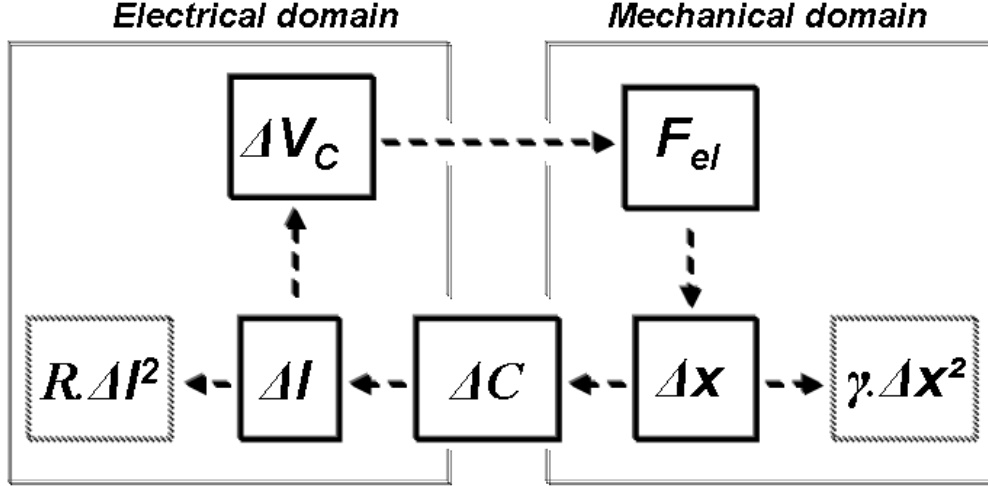 Electrical domain
Mechanical domain
ΔV_C
F_el
R.ΔI²
ΔI
ΔC
Δx
γ.Δx²